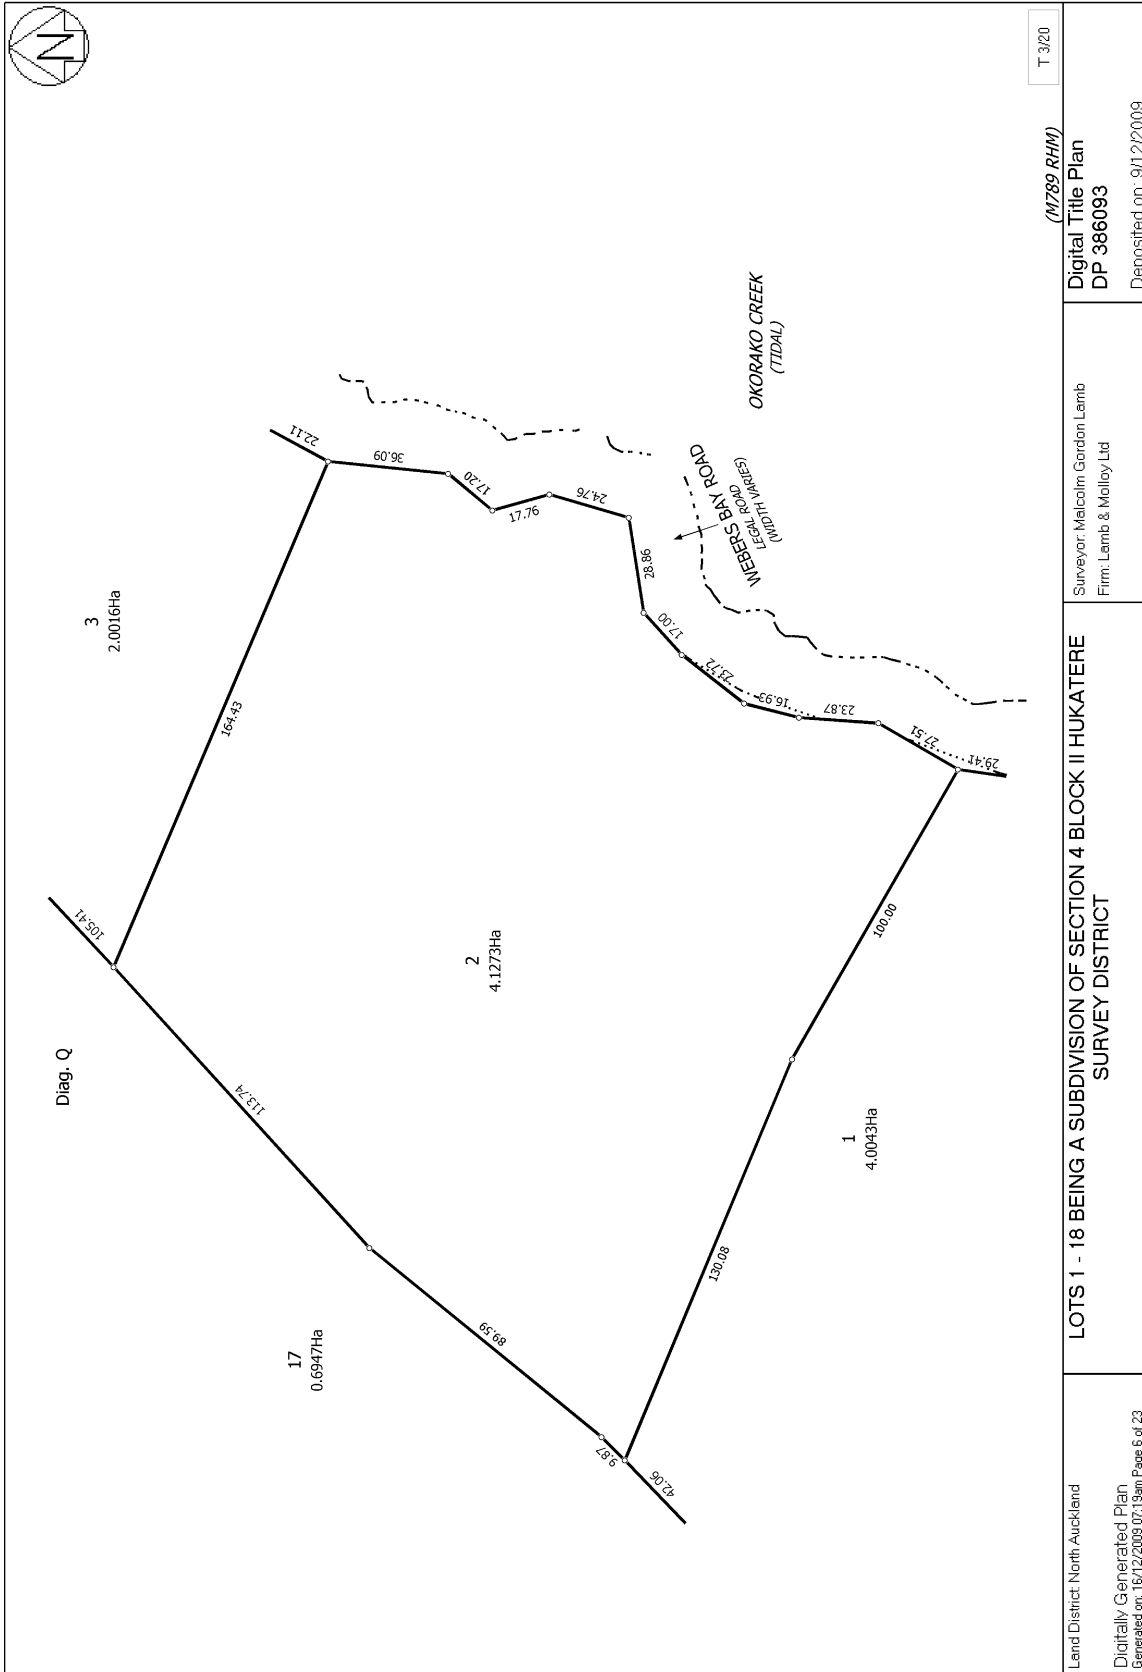 N
Diag. Q
3
2.0016Ha
17
0.6947Ha
2
4.1273Ha
1
4.0043Ha
105.41
113.74
89.59
9.87
42.06
164.43
130.08
100.00
22.11
36.09
17.20
17.76
24.76
28.86
17.00
23.72
16.93
23.87
27.51
29.41
WEBERS BAY ROAD
LEGAL ROAD
(WIDTH VARIES)
OKORAKO CREEK
(TIDAL)
T 3/20
(M789 RHM)
Land District: North Auckland
Digitally Generated Plan
Generated on: 16/12/2009 07:19am Page 6 of 23
LOTS 1 - 18 BEING A SUBDIVISION OF SECTION 4 BLOCK II HUKATERE
SURVEY DISTRICT
Surveyor: Malcolm Gordon Lamb
Firm: Lamb & Molloy Ltd
Digital Title Plan
DP 386093
Deposited on: 9/12/2009